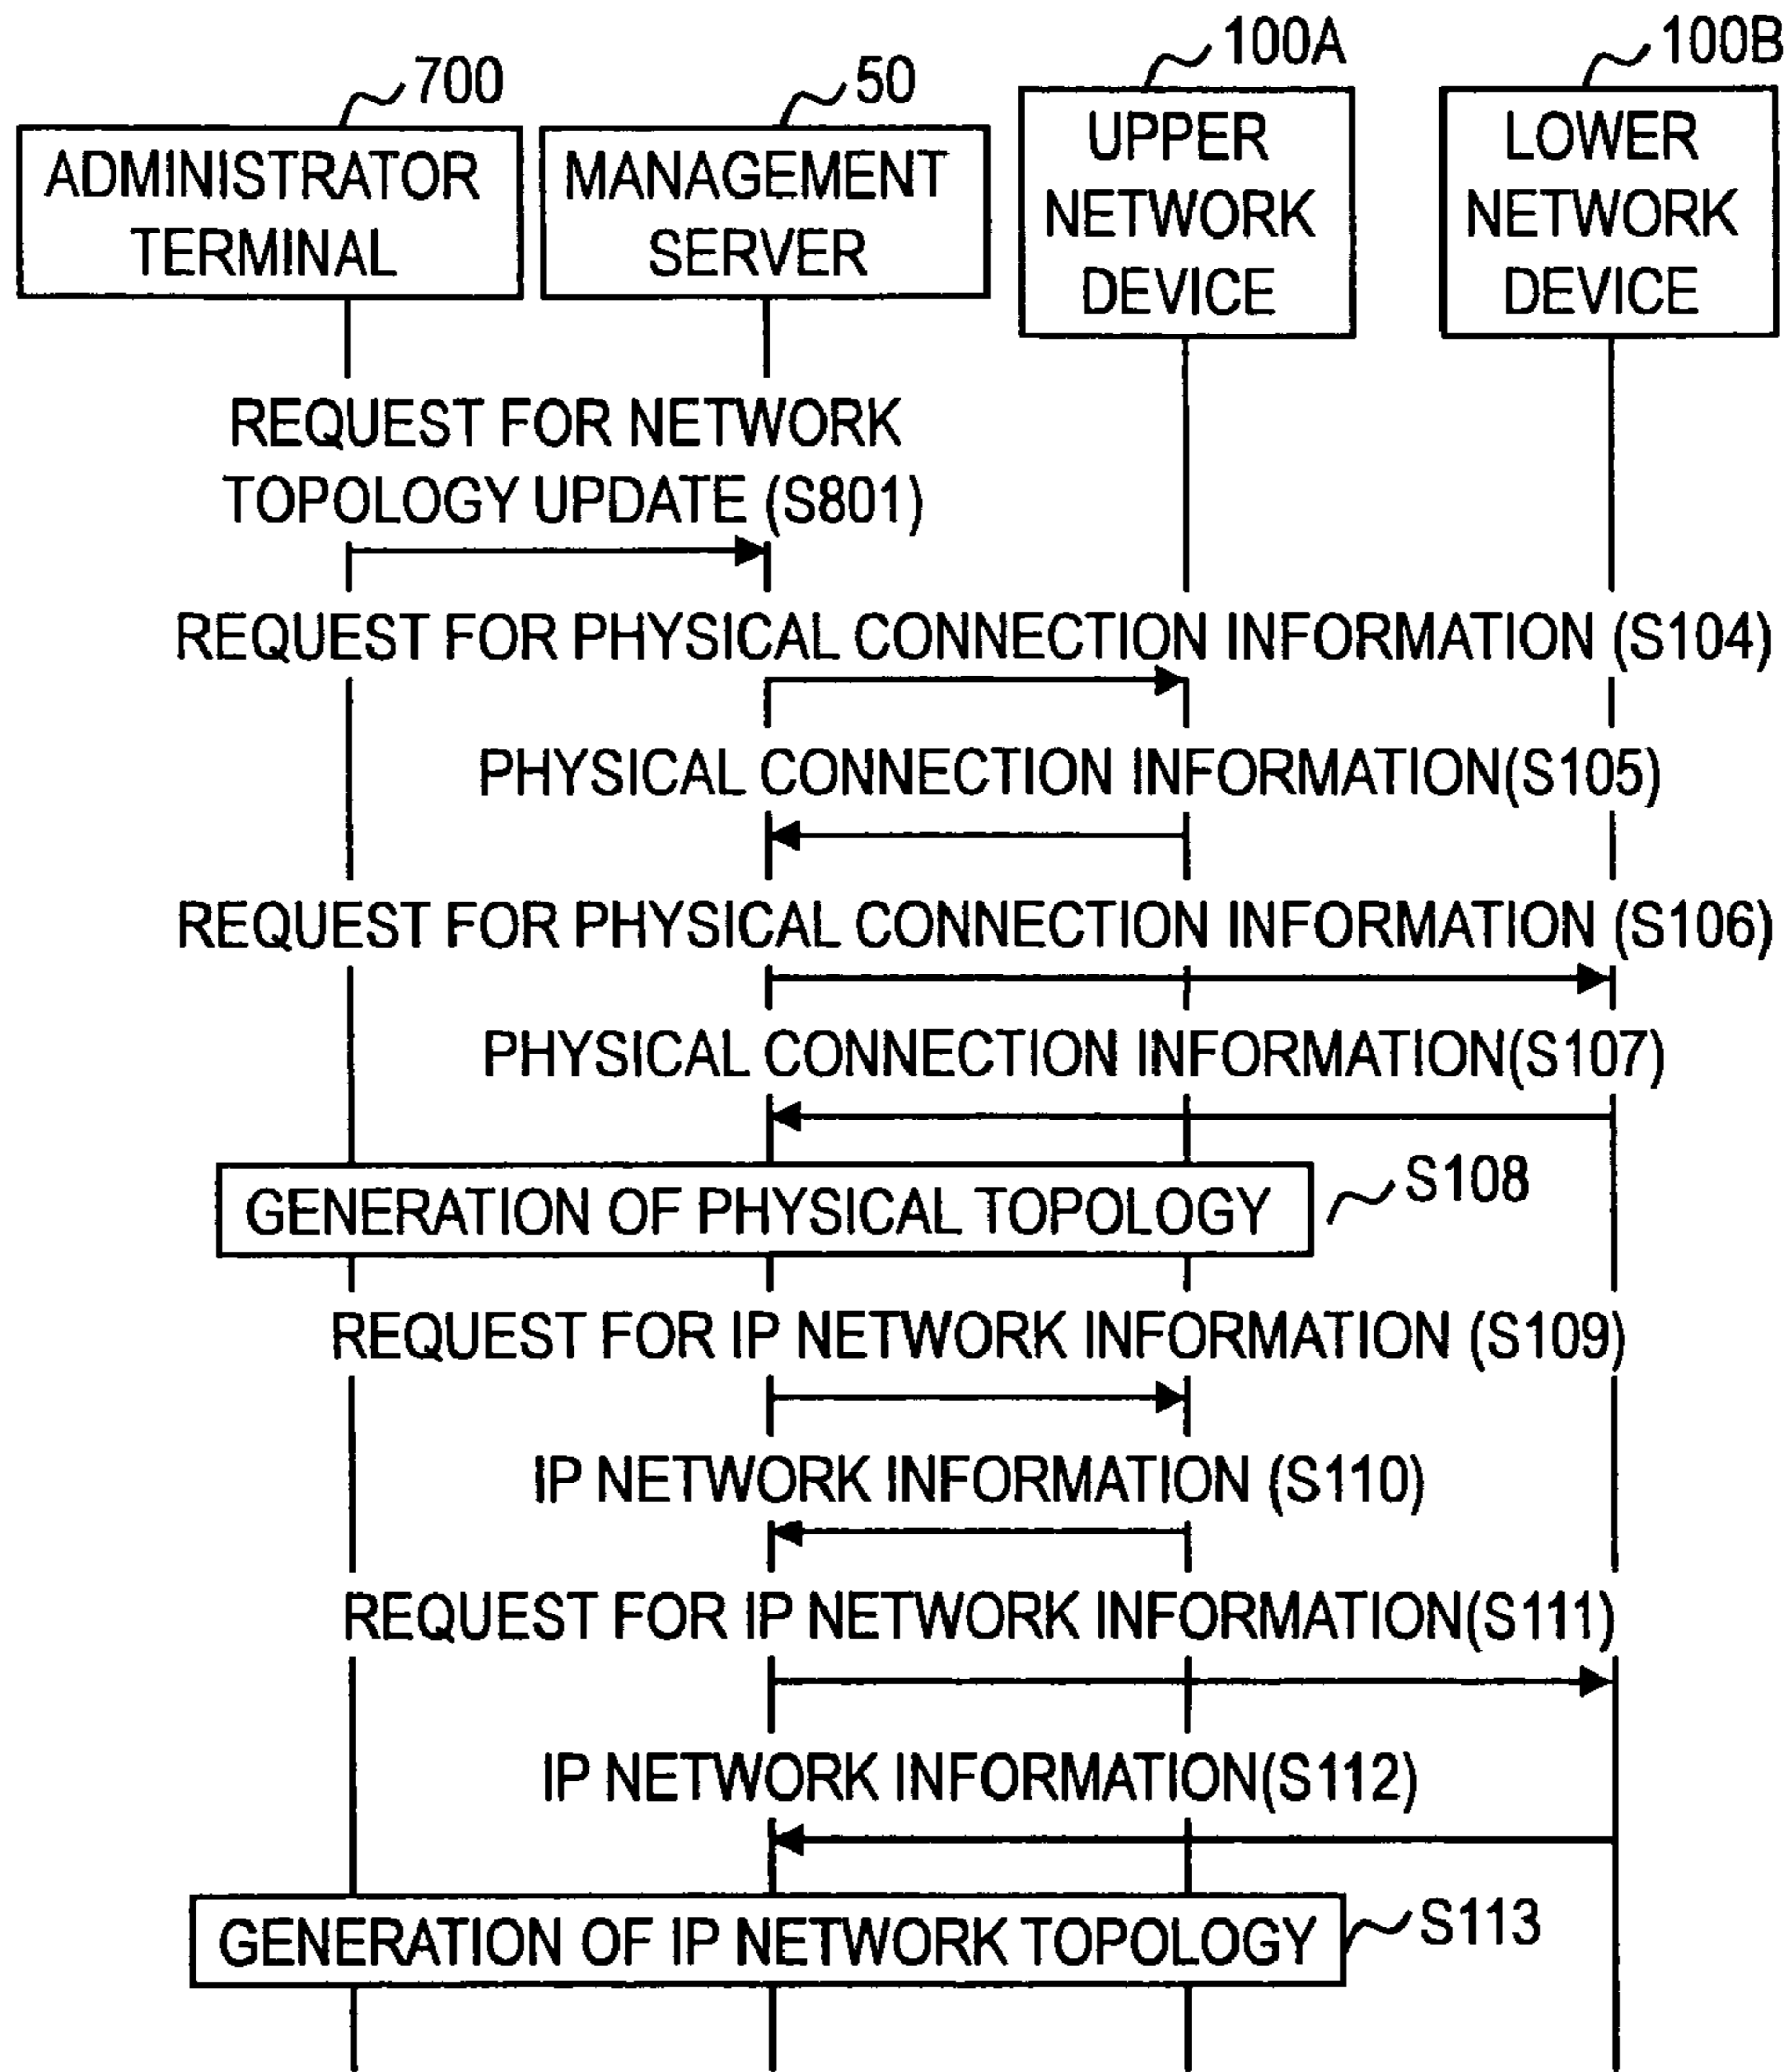 700
50
100A
100B
ADMINISTRATOR
TERMINAL
MANAGEMENT
SERVER
UPPER
NETWORK
DEVICE
LOWER
NETWORK
DEVICE
REQUEST FOR NETWORK
TOPOLOGY UPDATE (S801)
REQUEST FOR PHYSICAL CONNECTION INFORMATION (S104)
PHYSICAL CONNECTION INFORMATION(S105)
REQUEST FOR PHYSICAL CONNECTION INFORMATION (S106)
PHYSICAL CONNECTION INFORMATION(S107)
GENERATION OF PHYSICAL TOPOLOGY
S108
REQUEST FOR IP NETWORK INFORMATION (S109)
IP NETWORK INFORMATION (S110)
REQUEST FOR IP NETWORK INFORMATION(S111)
IP NETWORK INFORMATION(S112)
GENERATION OF IP NETWORK TOPOLOGY
S113